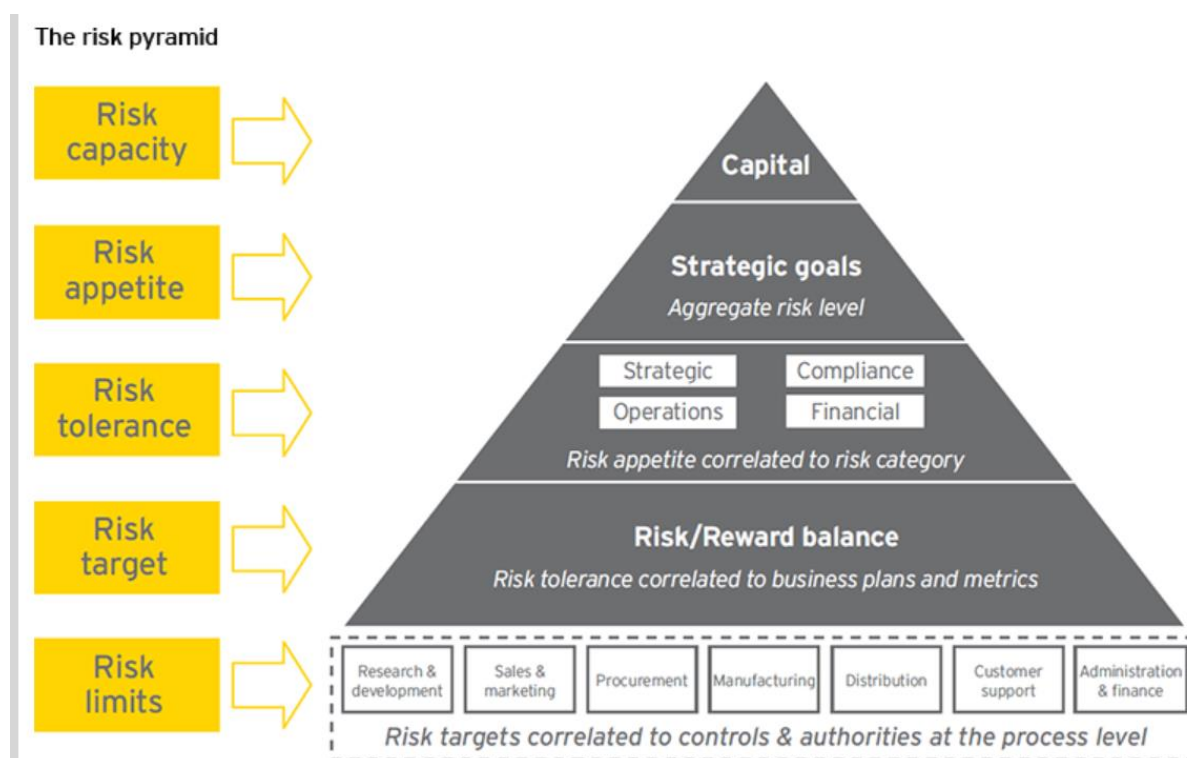 The risk pyramid
Risk
capacity
Capital
Risk
appetite
Strategic goals
Aggregate risk level
Risk
tolerance
Strategic
Compliance
Operations
Financial
Risk appetite correlated to risk category
Risk
target
Risk/Reward balance
Risk tolerance correlated to business plans and metrics
Risk
limits
Research &
development
Sales &
marketing
Procurement
Manufacturing
Distribution
Customer
support
Administration
& finance
Risk targets correlated to controls & authorities at the process level